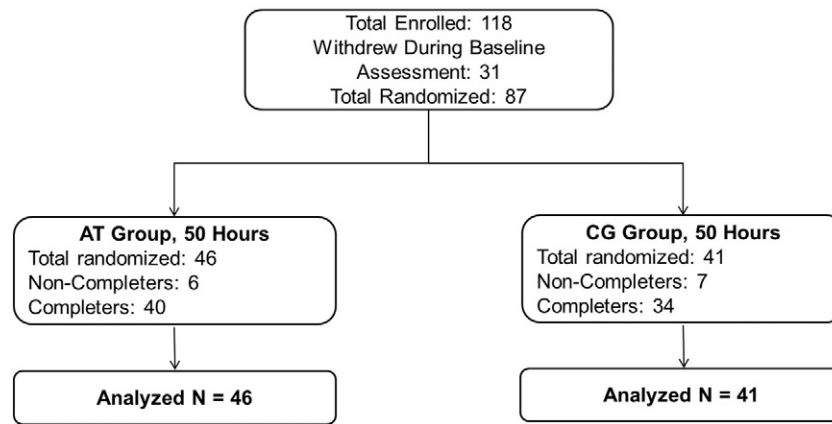 Total Enrolled: 118
Withdrew During Baseline
Assessment: 31
Total Randomized: 87
AT Group, 50 Hours
Total randomized: 46
Non-Completers: 6
Completers: 40
CG Group, 50 Hours
Total randomized: 41
Non-Completers: 7
Completers: 34
Analyzed N = 46
Analyzed N = 41